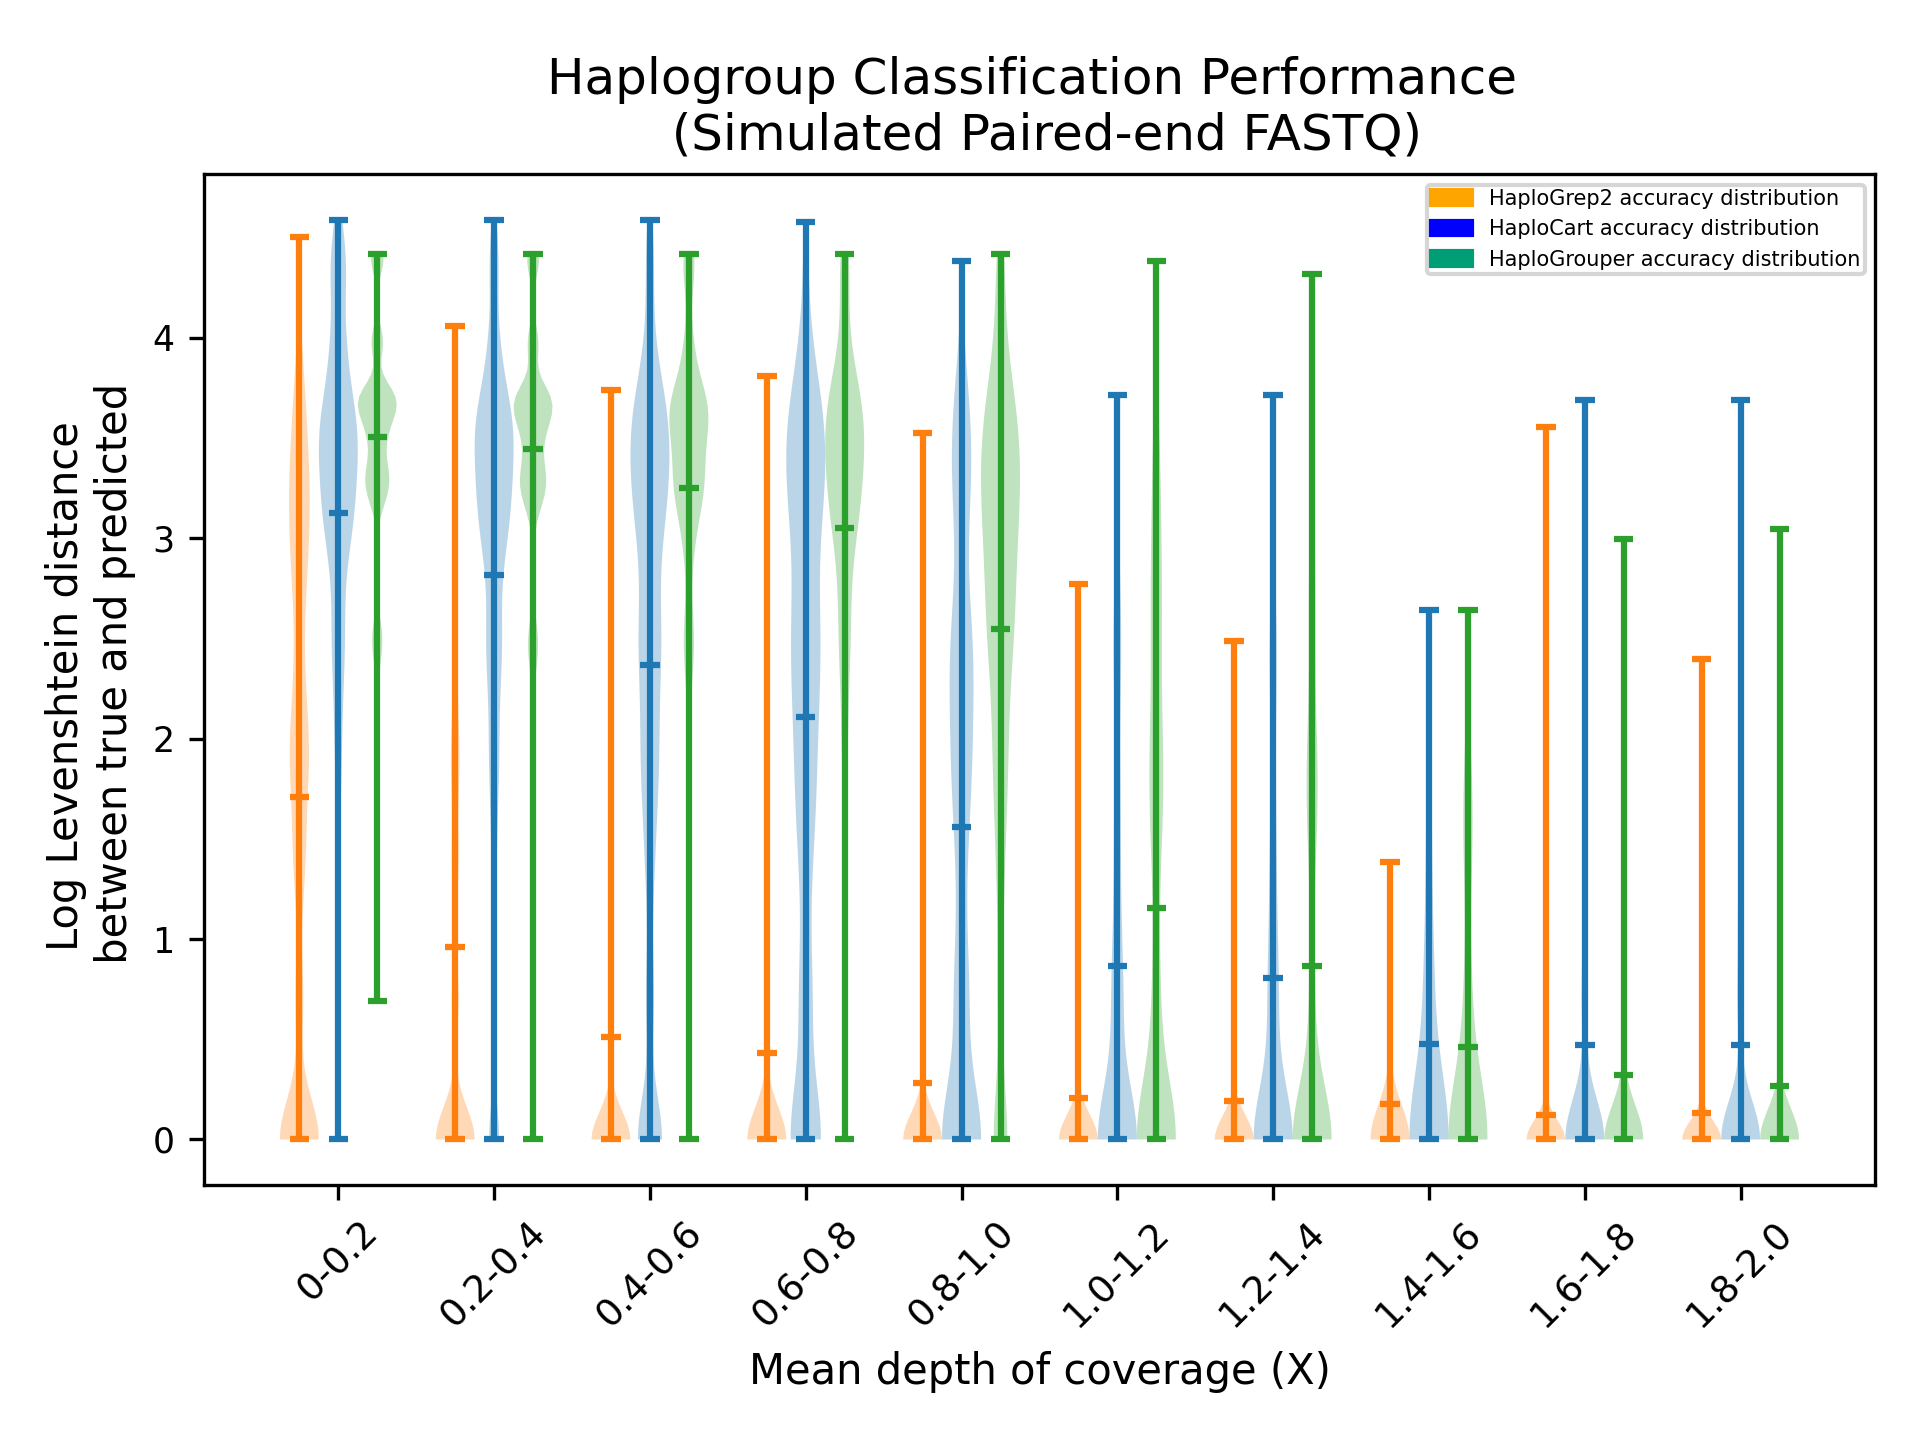 Haplogroup Classification Performance
(Simulated Paired-end FASTQ)
HaploGrep2 accuracy distribution
HaploCart accuracy distribution
HaploGrouper accuracy distribution
Log Levenshtein distance
between true and predicted
4
3
2
1
0
0-0.2
0.2-0.4
0.4-0.6
0.6-0.8
0.8-1.0
1.0-1.2
1.2-1.4
1.4-1.6
1.6-1.8
1.8-2.0
Mean depth of coverage (X)